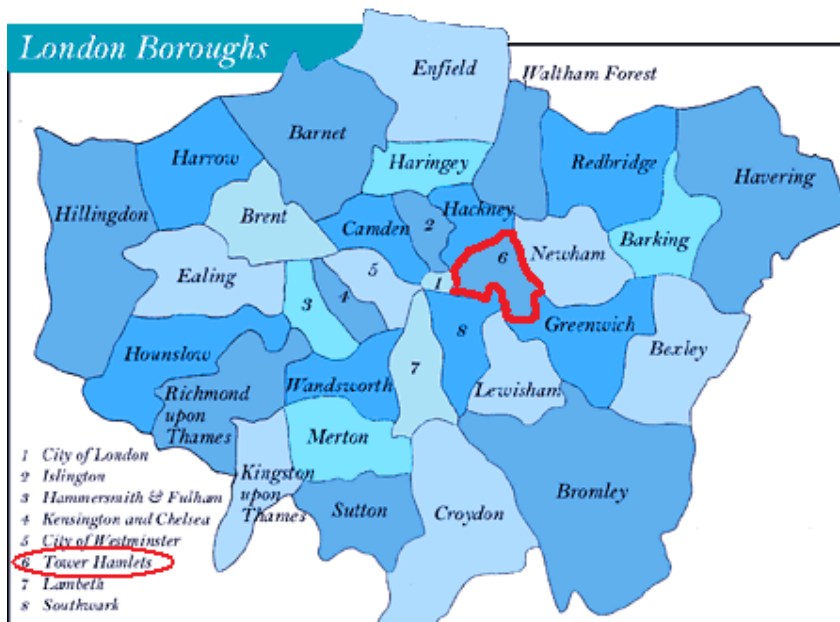 London Boroughs
Enfield
Waltham Forest
Barnet
Harrow
Haringey
Redbridge
Havering
Hillingdon
Brent
Camden
2
Hackney
Barking
Ealing
5
6
Newham
1
3
4
Hounslow
8
Greenwich
Bexley
Richmond
upon
Thames
Wandsworth
7
Lewisham
Merton
Kingston
upon
Thames
Sutton
Croydon
Bromley
1 City of London
2 Islington
3 Hammersmith & Fulham
4 Kensington and Chelsea
5 City of Westminster
6 Tower Hamlets
7 Lambeth
8 Southwark